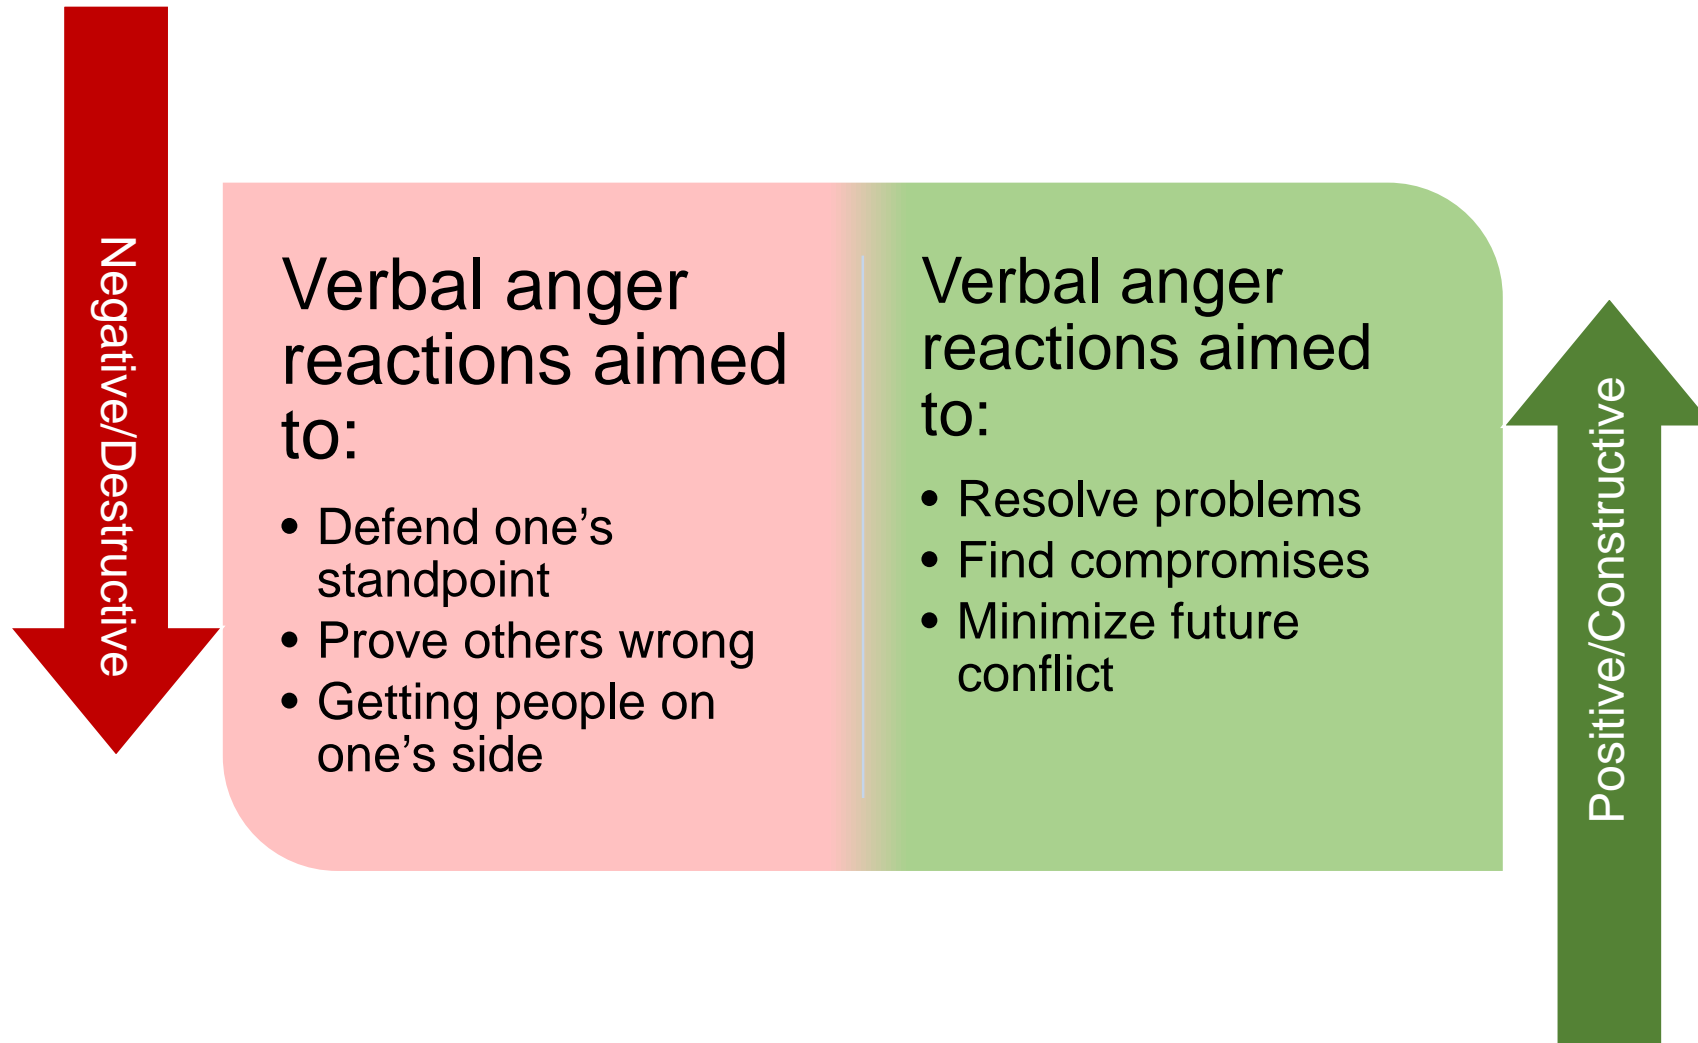 Negative/Destructive
Verbal anger
reactions aimed
to:
• Defend one’s
standpoint
• Prove others wrong
• Getting people on
one’s side
Verbal anger
reactions aimed
to:
• Resolve problems
• Find compromises
• Minimize future
conflict
Positive/Constructive